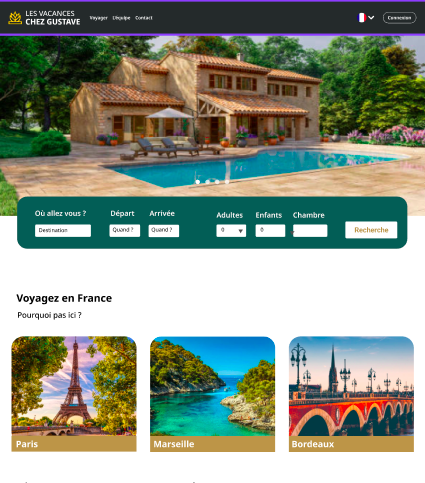 LES VACANCES
CHEZ GUSTAVE
Voyager L'équipe Contact
Connexion
Où allez vous ? Départ Arrivée Adultes Enfants Chambre
Destination Quand ? Quand ? 0 0
Recherche
Voyagez en France
Pourquoi pas ici ?
Paris Marseille Bordeaux